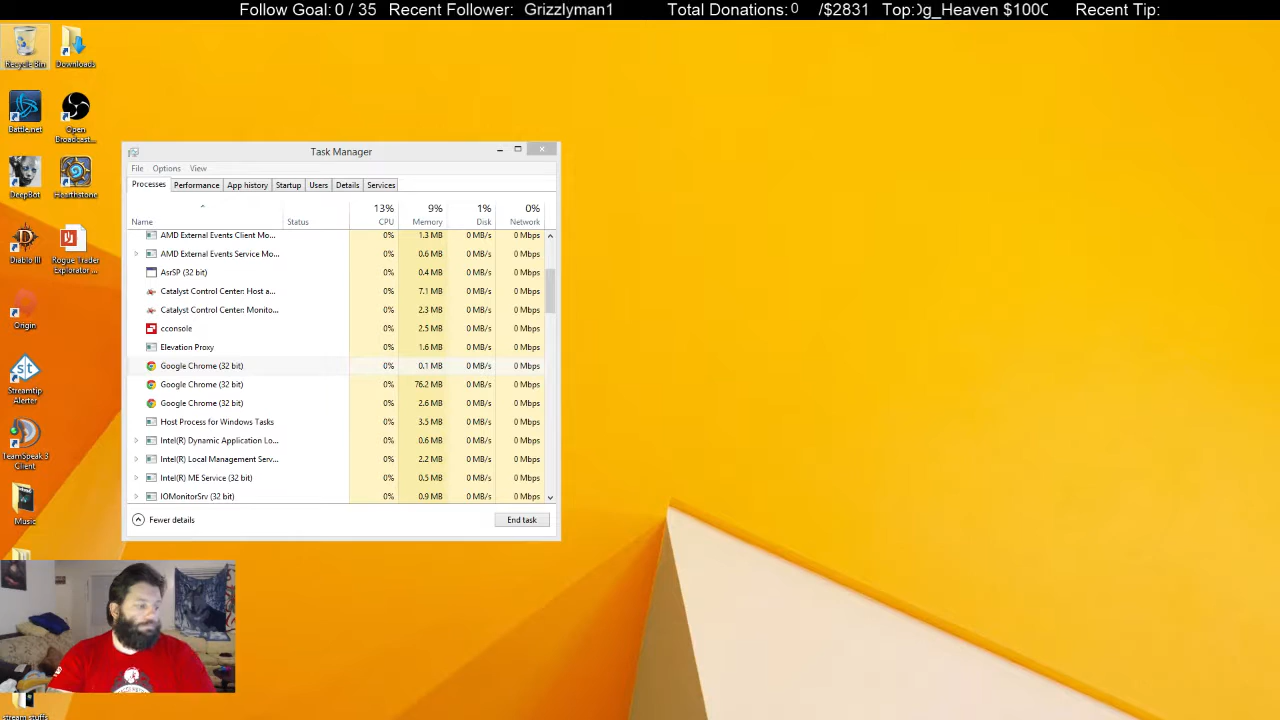 Follow Goal: 0 / 35 Recent Follower: Grizzlyman1 Total Donations: 0 /$2831 Top: g_Heaven $100 Recent Tip:
Recycle Bin Downloads
Battle.net Open Broadcast...
DeepBot Hearthstone
Diablo III Rogue Trader Explorator ...
Origin
Streamtip Alerter
TeamSpeak 3 Client
Music
stream stuffs
Task Manager
File Options View
Processes Performance App history Startup Users Details Services
13% 9% 1% 0%
Name Status CPU Memory Disk Network
AMD External Events Client Mo... 0% 1.3 MB 0 MB/s 0 Mbps
AMD External Events Service Mo... 0% 0.6 MB 0 MB/s 0 Mbps
AsrSP (32 bit) 0% 0.4 MB 0 MB/s 0 Mbps
Catalyst Control Center: Host a... 0% 7.1 MB 0 MB/s 0 Mbps
Catalyst Control Center: Monito... 0% 2.3 MB 0 MB/s 0 Mbps
cconsole 0% 2.5 MB 0 MB/s 0 Mbps
Elevation Proxy 0% 1.6 MB 0 MB/s 0 Mbps
Google Chrome (32 bit) 0% 0.1 MB 0 MB/s 0 Mbps
Google Chrome (32 bit) 0% 76.2 MB 0 MB/s 0 Mbps
Google Chrome (32 bit) 0% 2.6 MB 0 MB/s 0 Mbps
Host Process for Windows Tasks 0% 3.5 MB 0 MB/s 0 Mbps
Intel(R) Dynamic Application Lo... 0% 0.6 MB 0 MB/s 0 Mbps
Intel(R) Local Management Serv... 0% 2.2 MB 0 MB/s 0 Mbps
Intel(R) ME Service (32 bit) 0% 0.5 MB 0 MB/s 0 Mbps
IOMonitorSrv (32 bit) 0% 0.9 MB 0 MB/s 0 Mbps
Fewer details End task